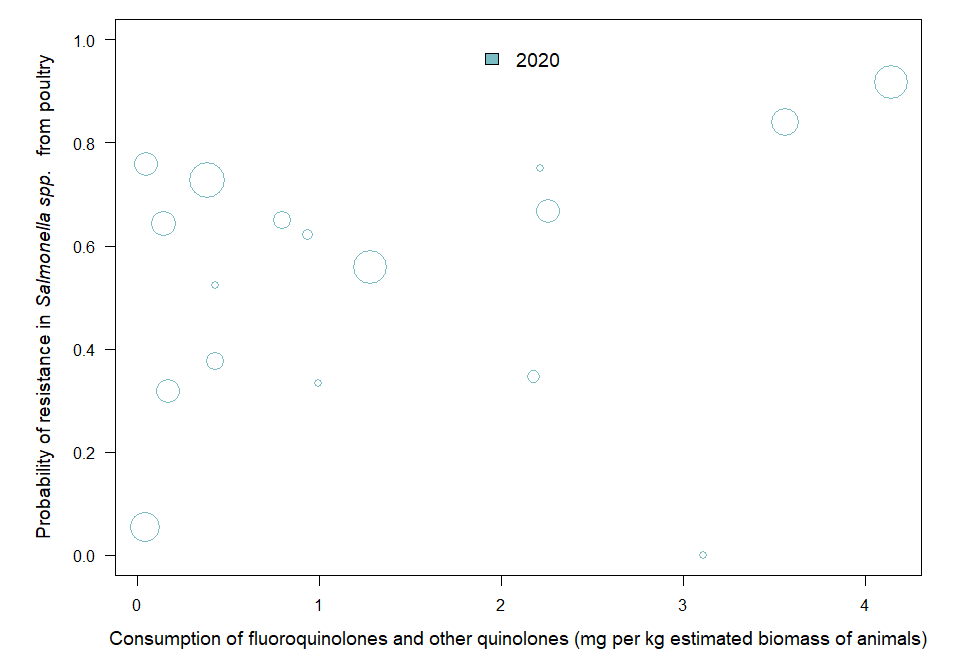 2020
1.0
0.8
0.6
0.4
0.2
0.0
Probability of resistance in Salmonella spp. from poultry
0 1 2 3 4
Consumption of fluoroquinolones and other quinolones (mg per kg estimated biomass of animals)